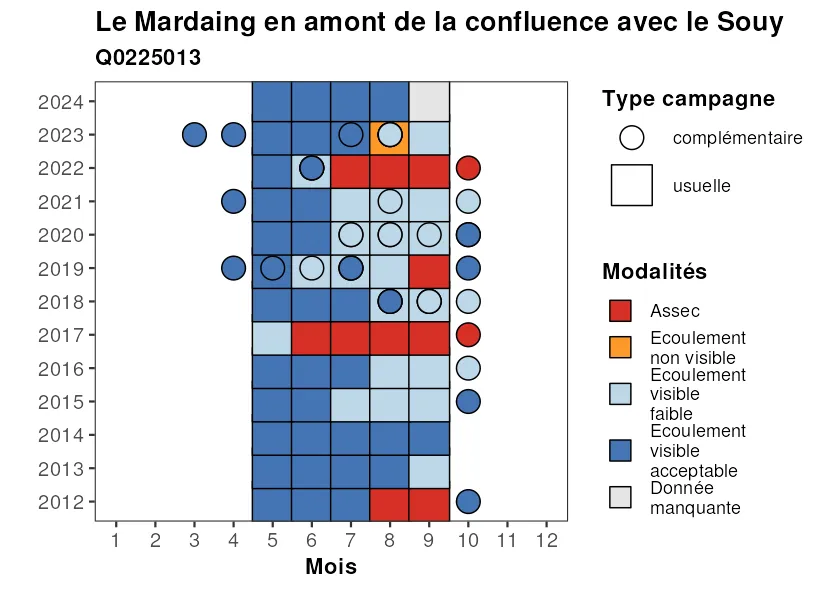 Le Mardaing en amont de la confluence avec le Souy
Q0225013
2024
2023
2022
2021
2020
2019
2018
2017
2016
2015
2014
2013
2012
1 2 3 4 5 6 7 8 9 10 11 12
Mois
Type campagne
complémentaire
usuelle
Modalités
Assec
Ecoulement
non visible
Ecoulement
visible
faible
Ecoulement
visible
acceptable
Donnée
manquante